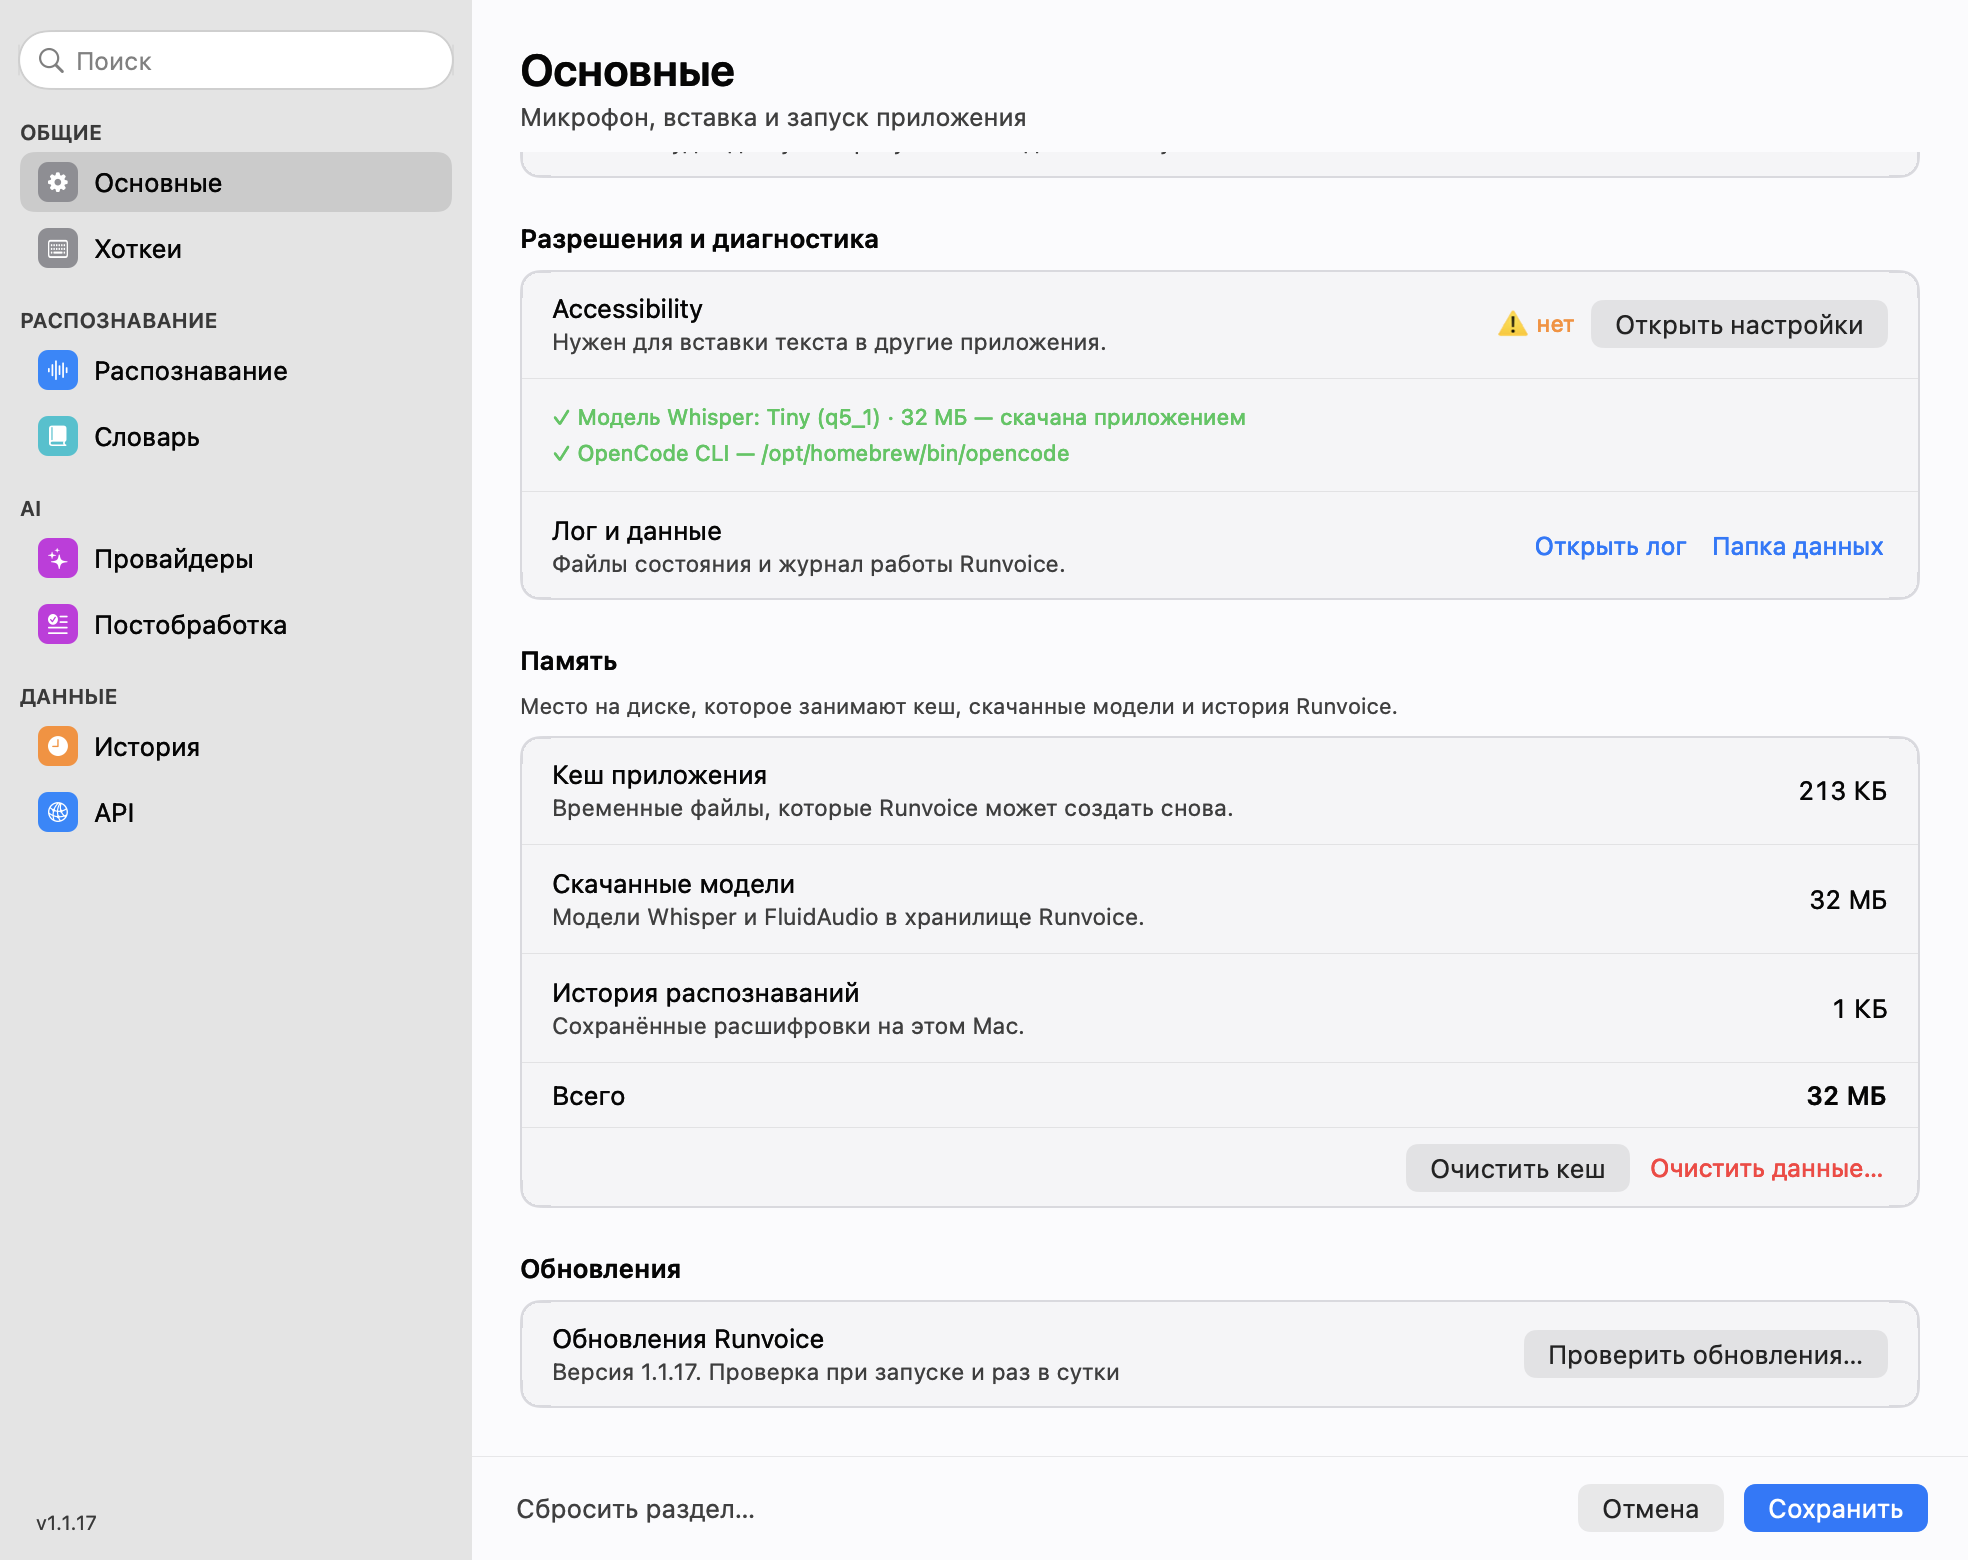 Поиск
ОБЩИЕ
Основные
Хоткеи
РАСПОЗНАВАНИЕ
Распознавание
Словарь
AI
Провайдеры
Постобработка
ДАННЫЕ
История
API
v1.1.17
Основные
Микрофон, вставка и запуск приложения
Разрешения и диагностика
Accessibility
Нужен для вставки текста в другие приложения.
нет
Открыть настройки
✓ Модель Whisper: Tiny (q5_1) · 32 МБ — скачана приложением
✓ OpenCode CLI — /opt/homebrew/bin/opencode
Лог и данные
Файлы состояния и журнал работы Runvoice.
Открыть лог
Папка данных
Память
Место на диске, которое занимают кеш, скачанные модели и история Runvoice.
Кеш приложения
Временные файлы, которые Runvoice может создать снова.
213 КБ
Скачанные модели
Модели Whisper и FluidAudio в хранилище Runvoice.
32 МБ
История распознаваний
Сохранённые расшифровки на этом Mac.
1 КБ
Всего
32 МБ
Очистить кеш
Очистить данные...
Обновления
Обновления Runvoice
Версия 1.1.17. Проверка при запуске и раз в сутки
Проверить обновления...
Сбросить раздел...
Отмена
Сохранить